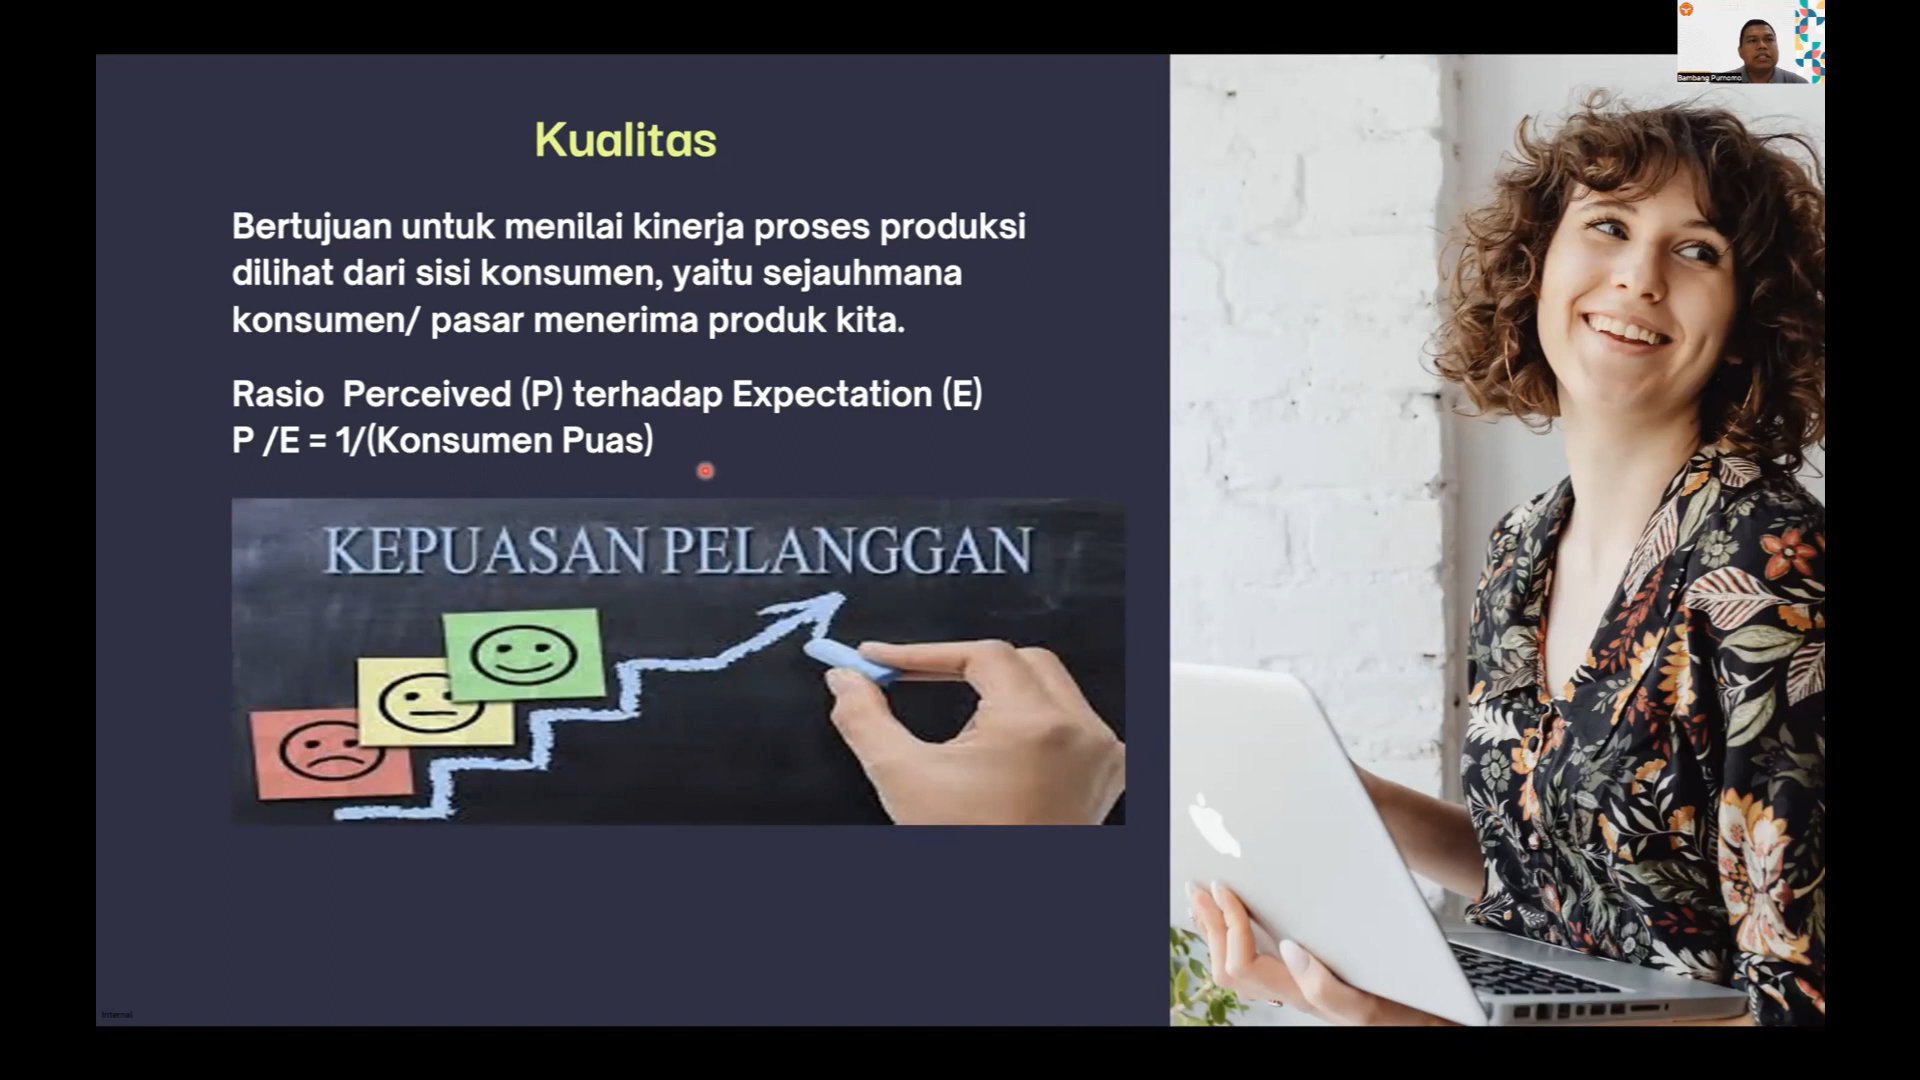 Bambang Purnomo
Kualitas
Bertujuan untuk menilai kinerja proses produksi
dilihat dari sisi konsumen, yaitu sejauhmana
konsumen/ pasar menerima produk kita.
Rasio  Perceived (P) terhadap Expectation (E)
P /E = 1/(Konsumen Puas)
KEPUASAN PELANGGAN
Internal